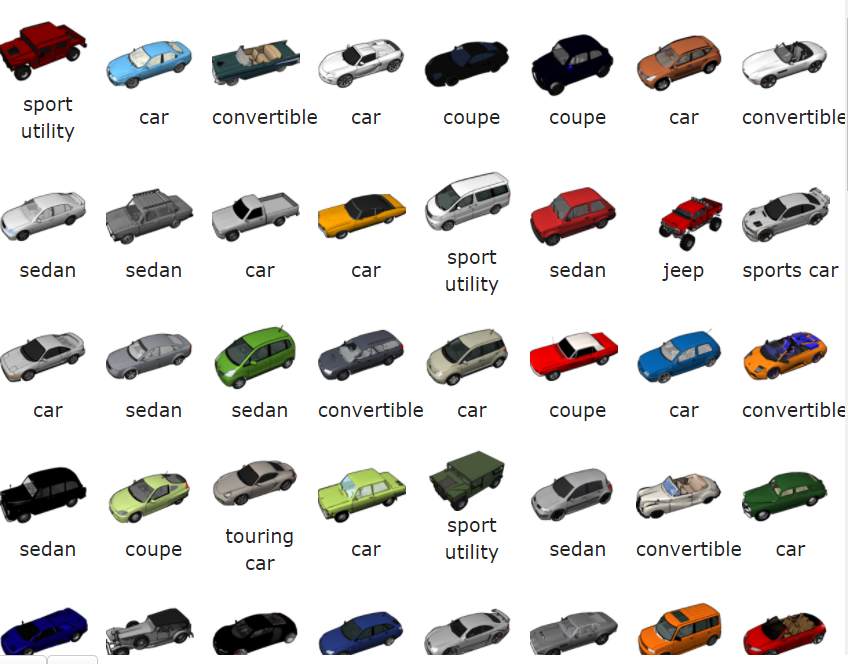 sport
utility
car
convertible
car
coupe
coupe
car
convertible
sedan
sedan
car
car
sport
utility
sedan
jeep
sports car
car
sedan
sedan
convertible
car
coupe
car
convertible
sedan
coupe
touring
car
car
sport
utility
sedan
convertible
car